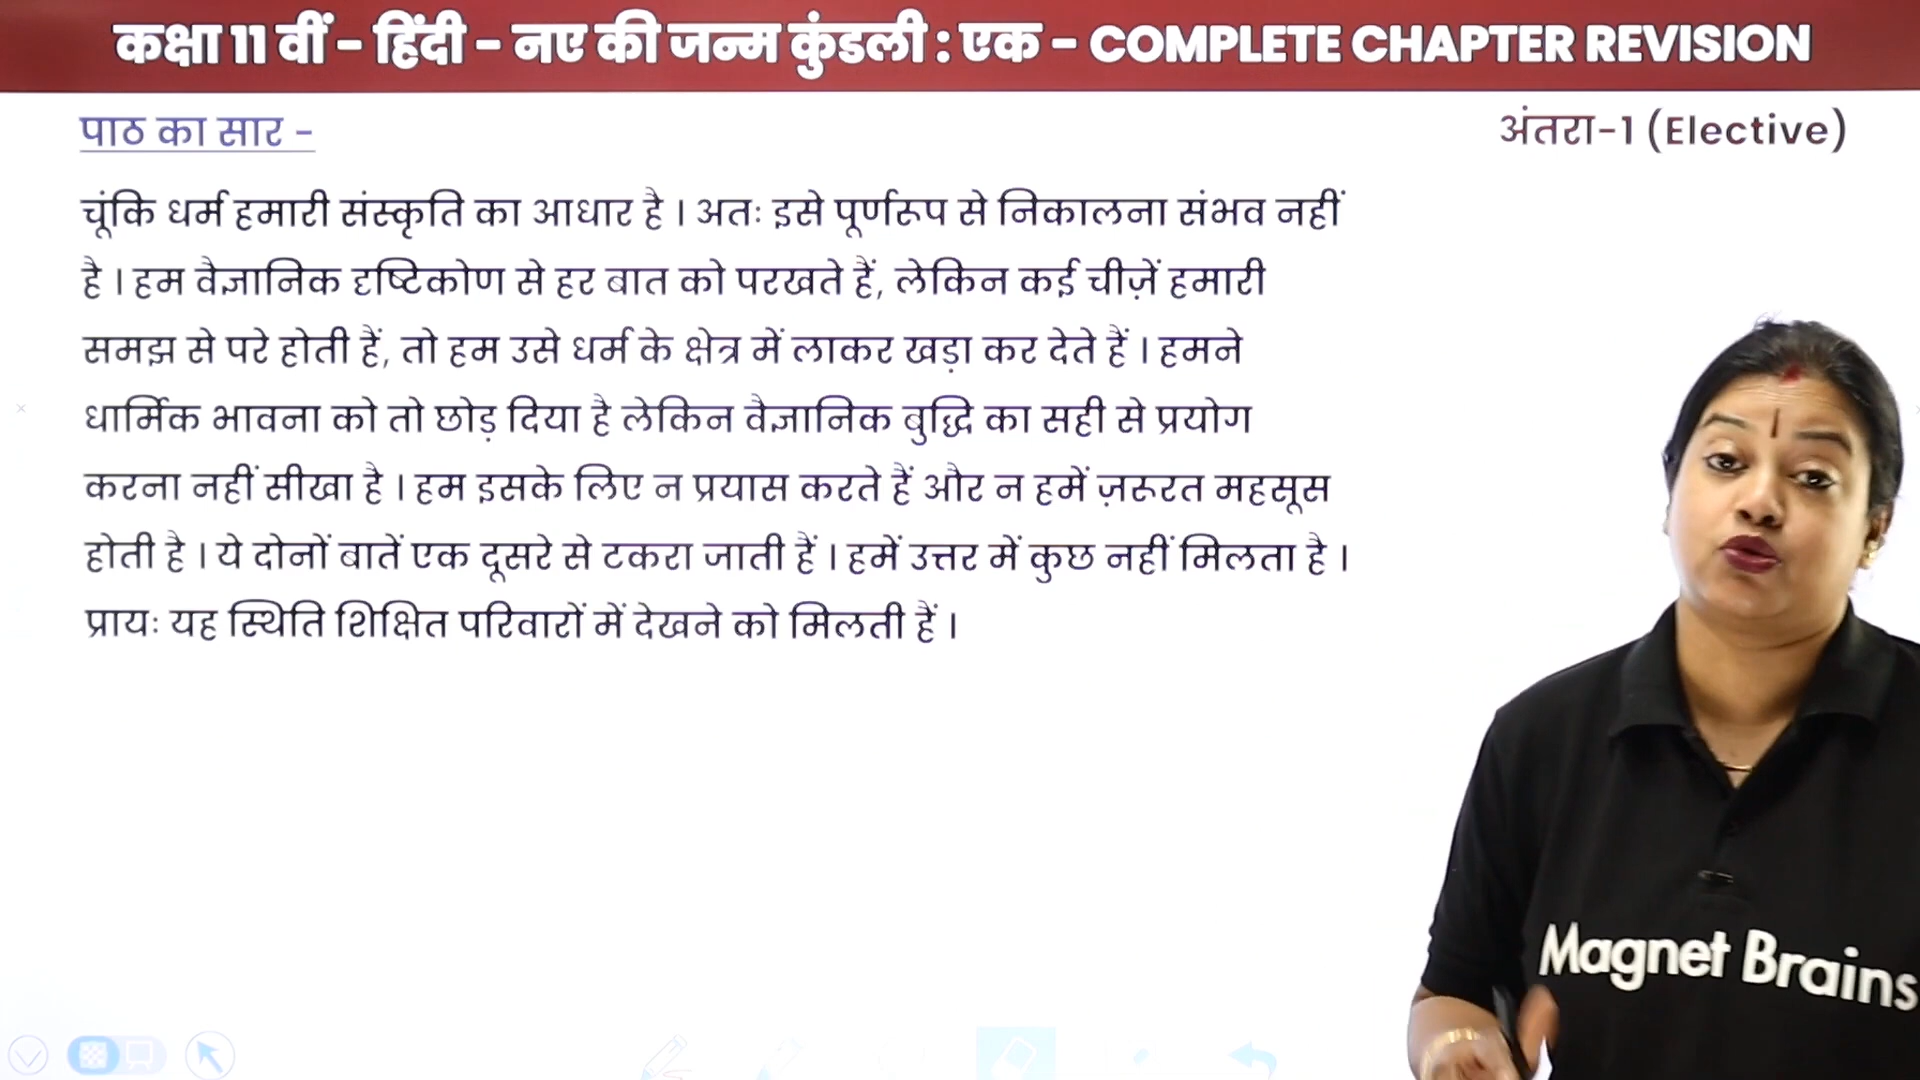 कक्षा 11 वीं - हिंदी - नए की जन्म कुंडली : एक - COMPLETE CHAPTER REVISION
पाठ का सार -
अंतरा-1 (Elective)
चूंकि धर्म हमारी संस्कृति का आधार है । अतः इसे पूर्णरूप से निकालना संभव नहीं
है । हम वैज्ञानिक दृष्टिकोण से हर बात को परखते हैं, लेकिन कई चीज़ें हमारी
समझ से परे होती हैं, तो हम उसे धर्म के क्षेत्र में लाकर खड़ा कर देते हैं । हमने
धार्मिक भावना को तो छोड़ दिया है लेकिन वैज्ञानिक बुद्धि का सही से प्रयोग
करना नहीं सीखा है । हम इसके लिए न प्रयास करते हैं और न हमें ज़रूरत महसूस
होती है । ये दोनों बातें एक दूसरे से टकरा जाती हैं । हमें उत्तर में कुछ नहीं मिलता है ।
प्रायः यह स्थिति शिक्षित परिवारों में देखने को मिलती हैं ।
Magnet Brains